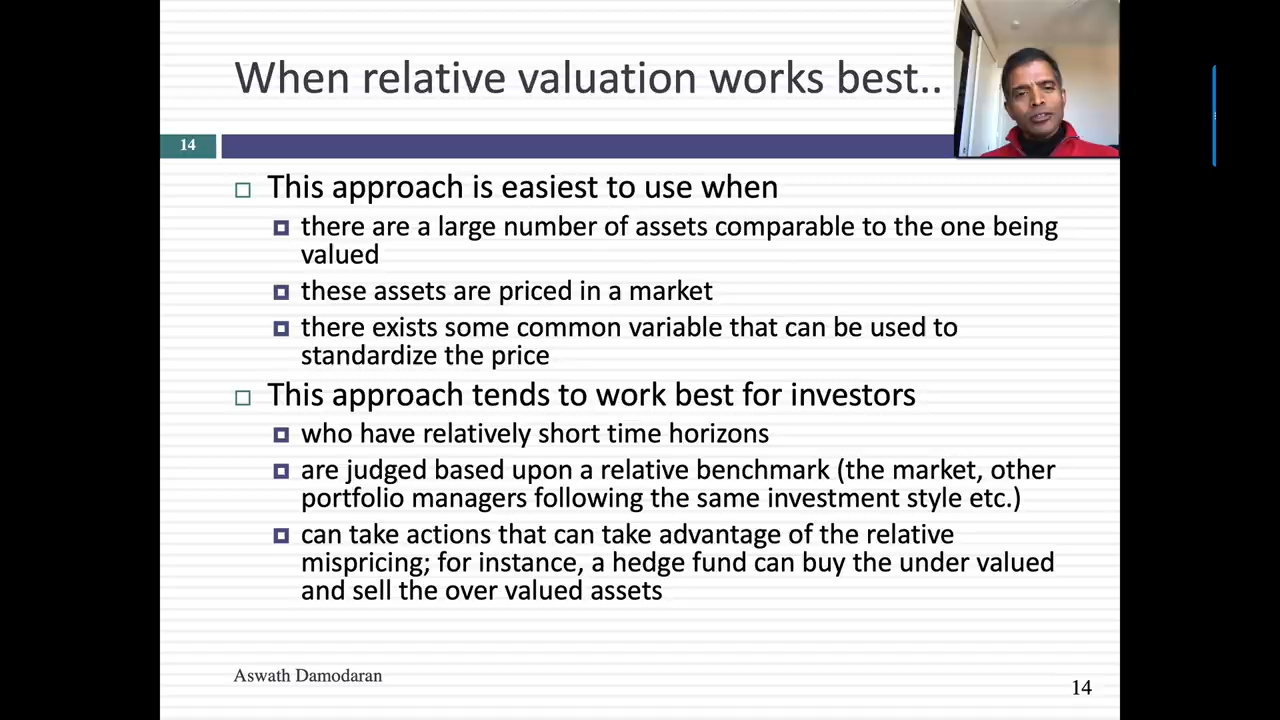 When relative valuation works best..
14
This approach is easiest to use when
there are a large number of assets comparable to the one being
valued
these assets are priced in a market
there exists some common variable that can be used to
standardize the price
This approach tends to work best for investors
who have relatively short time horizons
are judged based upon a relative benchmark (the market, other
portfolio managers following the same investment style etc.)
can take actions that can take advantage of the relative
mispricing; for instance, a hedge fund can buy the under valued
and sell the over valued assets
Aswath Damodaran
14